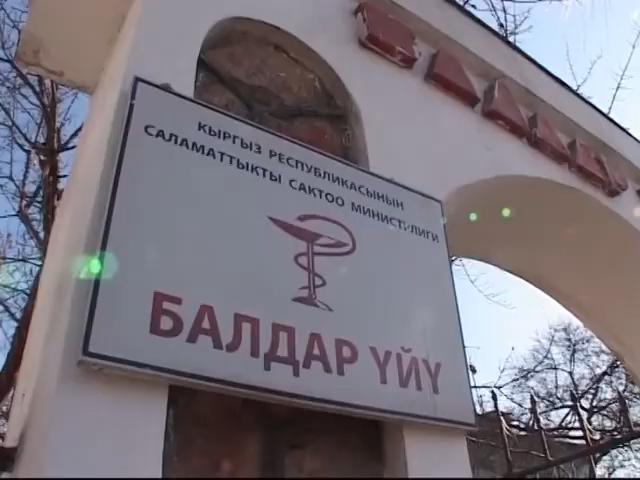 КЫРГЫЗ РЕСПУБЛИКАСЫНЫН
САЛАМАТТЫКТЫ САКТОО МИНИСТРЛИГИ
БАЛДАР ҮЙҮ